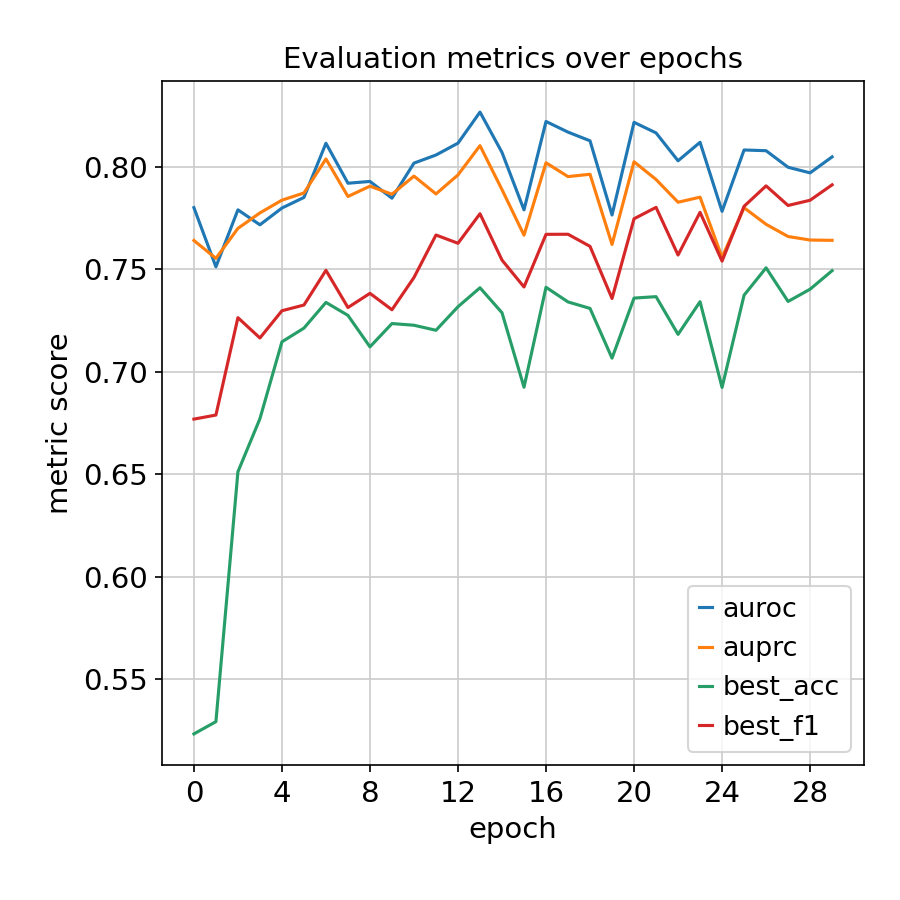 Evaluation metrics over epochs
metric score
0.80
0.75
0.70
0.65
0.60
0.55
auroc
auprc
best_acc
best_f1
0 4 8 12 16 20 24 28
epoch